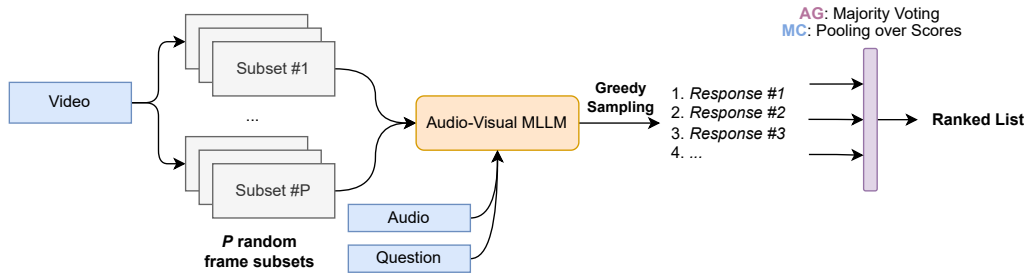 AG: Majority Voting
MC: Pooling over Scores
Video
Subset #1
...
Subset #P
P random
frame subsets
Audio-Visual MLLM
Audio
Question
Greedy
Sampling
1. Response #1
2. Response #2
3. Response #3
4. ...
Ranked List